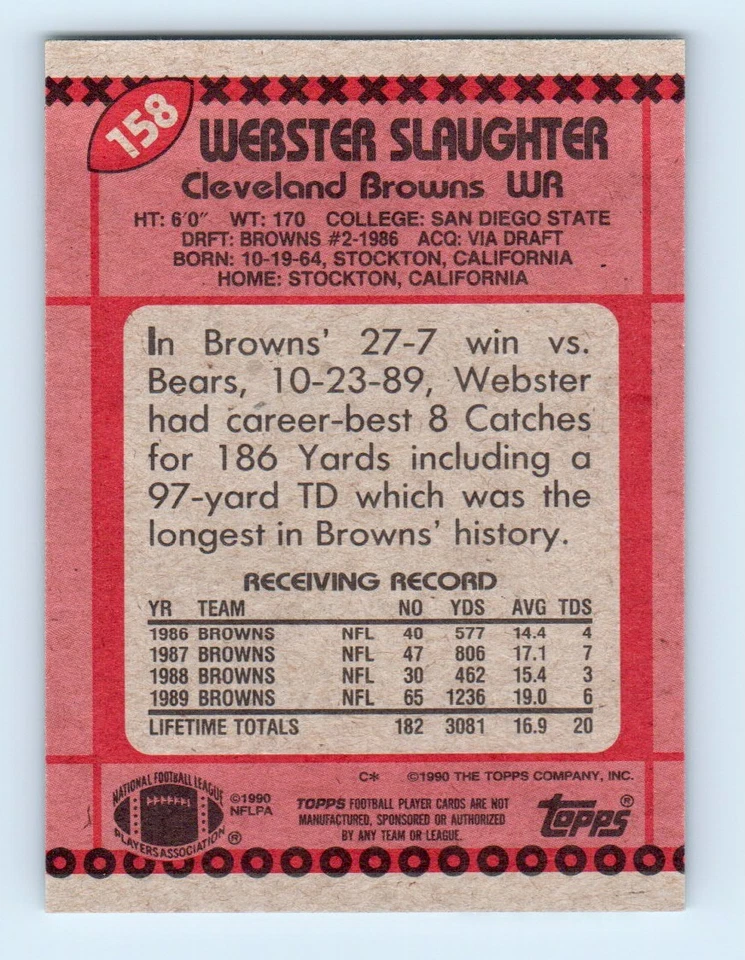 158
WEBSTER SLAUGHTER
Cleveland Browns WR
HT: 6'0" WT: 170 COLLEGE: SAN DIEGO STATE
DRFT: BROWNS #2-1986 ACQ: VIA DRAFT
BORN: 10-19-64, STOCKTON, CALIFORNIA
HOME: STOCKTON, CALIFORNIA
In Browns' 27-7 win vs.
Bears, 10-23-89, Webster
had career-best 8 Catches
for 186 Yards including a
97-yard TD which was the
longest in Browns' history.
RECEIVING RECORD
YR TEAM NO YDS AVG TDS
1986 BROWNS NFL 40 577 14.4 4
1987 BROWNS NFL 47 806 17.1 7
1988 BROWNS NFL 30 462 15.4 3
1989 BROWNS NFL 65 1236 19.0 6
LIFETIME TOTALS 182 3081 16.9 20
C* ©1990 THE TOPPS COMPANY, INC.
NATIONAL FOOTBALL LEAGUE
PLAYERS ASSOCIATION ®
©1990
NFLPA
TOPPS FOOTBALL PLAYER CARDS ARE NOT
MANUFACTURED, SPONSORED OR AUTHORIZED
BY ANY TEAM OR LEAGUE.
topps®